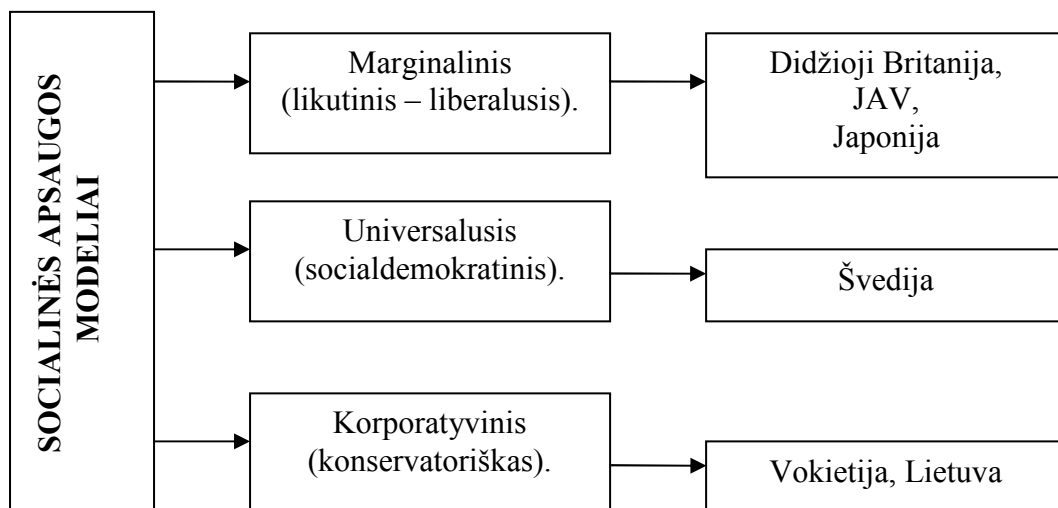 SOCIALINĖS APSAUGOS
MODELIAI
Marginalinis
(likutinis – liberalusis).
Didžioji Britanija,
JAV,
Japonija
Universalusis
(socialdemokratinis).
Švedija
Korporatyvinis
(konservatoriškas).
Vokietija, Lietuva